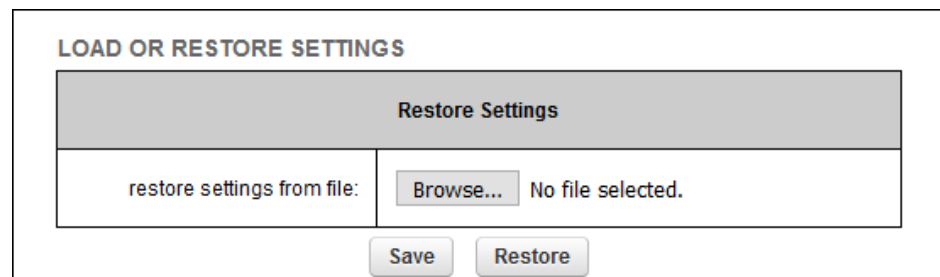 LOAD OR RESTORE SETTINGS
Restore Settings
restore settings from file: Browse... No file selected.
Save Restore